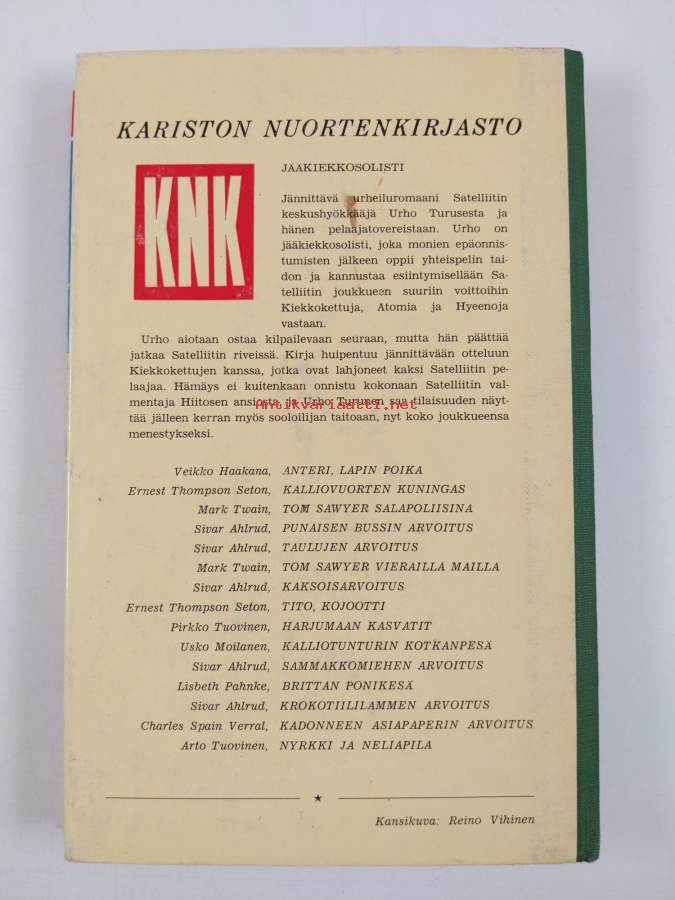 KARISTON NUORTENKIRJASTO
KNK
JÄÄKIEKKOSOLISTI
Jännittävä urheiluromaani Satelliitin
keskushyökkääjä Urho Turusesta ja
hänen pelaajatovereistaan. Urho on
jääkiekkosolisti, joka monien epäonnis-
tumisten jälkeen oppii yhteispelin tai-
don ja kannustaa esiintymisellään Sa-
telliitin joukkueen suuriin voittoihin
Kiekkokettuja, Atomia ja Hyeenoja
vastaan.
Urho aiotaan ostaa kilpailevaan seuraan, mutta hän päättää
jatkaa Satelliitin riveissä. Kirja huipentuu jännittävään otteluun
Kiekkokettujen kanssa, jotka ovat lahjoneet kaksi Satelliitin pe-
laajaa. Hämäys ei kuitenkaan onnistu kokonaan Satelliitin val-
mentaja Hiitosen ansiosta ja Urho Turunen saa tilaisuuden näyt-
Antikvariaatti.net
tää jälleen kerran myös sooloilijan taitoaan, nyt koko joukkueensa
menestykseksi.
Veikko Haakana, ANTERI, LAPIN POIKA
Ernest Thompson Seton, KALLIOVUORTEN KUNINGAS
Mark Twain, TOM SAWYER SALAPOLIISINA
Sivar Ahlrud, PUNAISEN BUSSIN ARVOITUS
Sivar Ahlrud, TAULUJEN ARVOITUS
Mark Twain, TOM SAWYER VIERAILLA MAILLA
Sivar Ahlrud, KAKSOISARVOITUS
Ernest Thompson Seton, TITO, KOJOOTTI
Pirkko Tuovinen, HARJUMAAN KASVATIT
Usko Moilanen, KALLIOTUNTURIN KOTKANPESÄ
Sivar Ahlrud, SAMMAKKOMIEHEN ARVOITUS
Lisbeth Pahnke, BRITTAN PONIKESÄ
Sivar Ahlrud, KROKOTIILILAMMEN ARVOITUS
Charles Spain Verral, KADONNEEN ASIAPAPERIN ARVOITUS
Arto Tuovinen, NYRKKI JA NELIAPILA
Kansikuva: Reino Vihinen